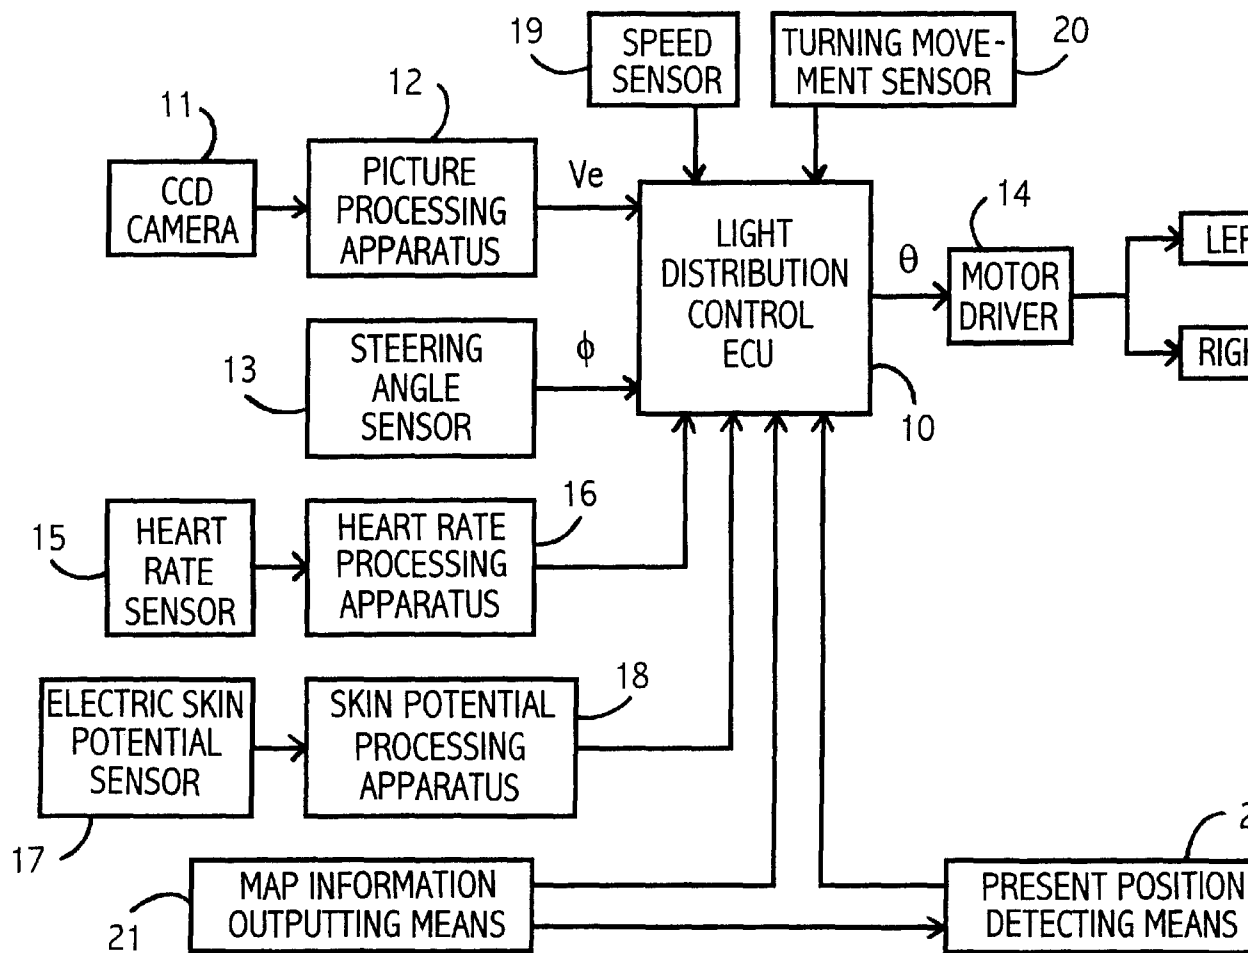 19
SPEED
SENSOR
TURNING MOVE-
MENT SENSOR
20
11
CCD
CAMERA
12
PICTURE
PROCESSING
APPARATUS
Ve
LIGHT
DISTRIBUTION
CONTROL
ECU
10
θ
14
MOTOR
DRIVER
13
STEERING
ANGLE
SENSOR
ϕ
15
HEART
RATE
SENSOR
16
HEART RATE
PROCESSING
APPARATUS
ELECTRIC SKIN
POTENTIAL
SENSOR
17
18
SKIN POTENTIAL
PROCESSING
APPARATUS
21
MAP INFORMATION
OUTPUTTING MEANS
PRESENT POSITION
DETECTING MEANS